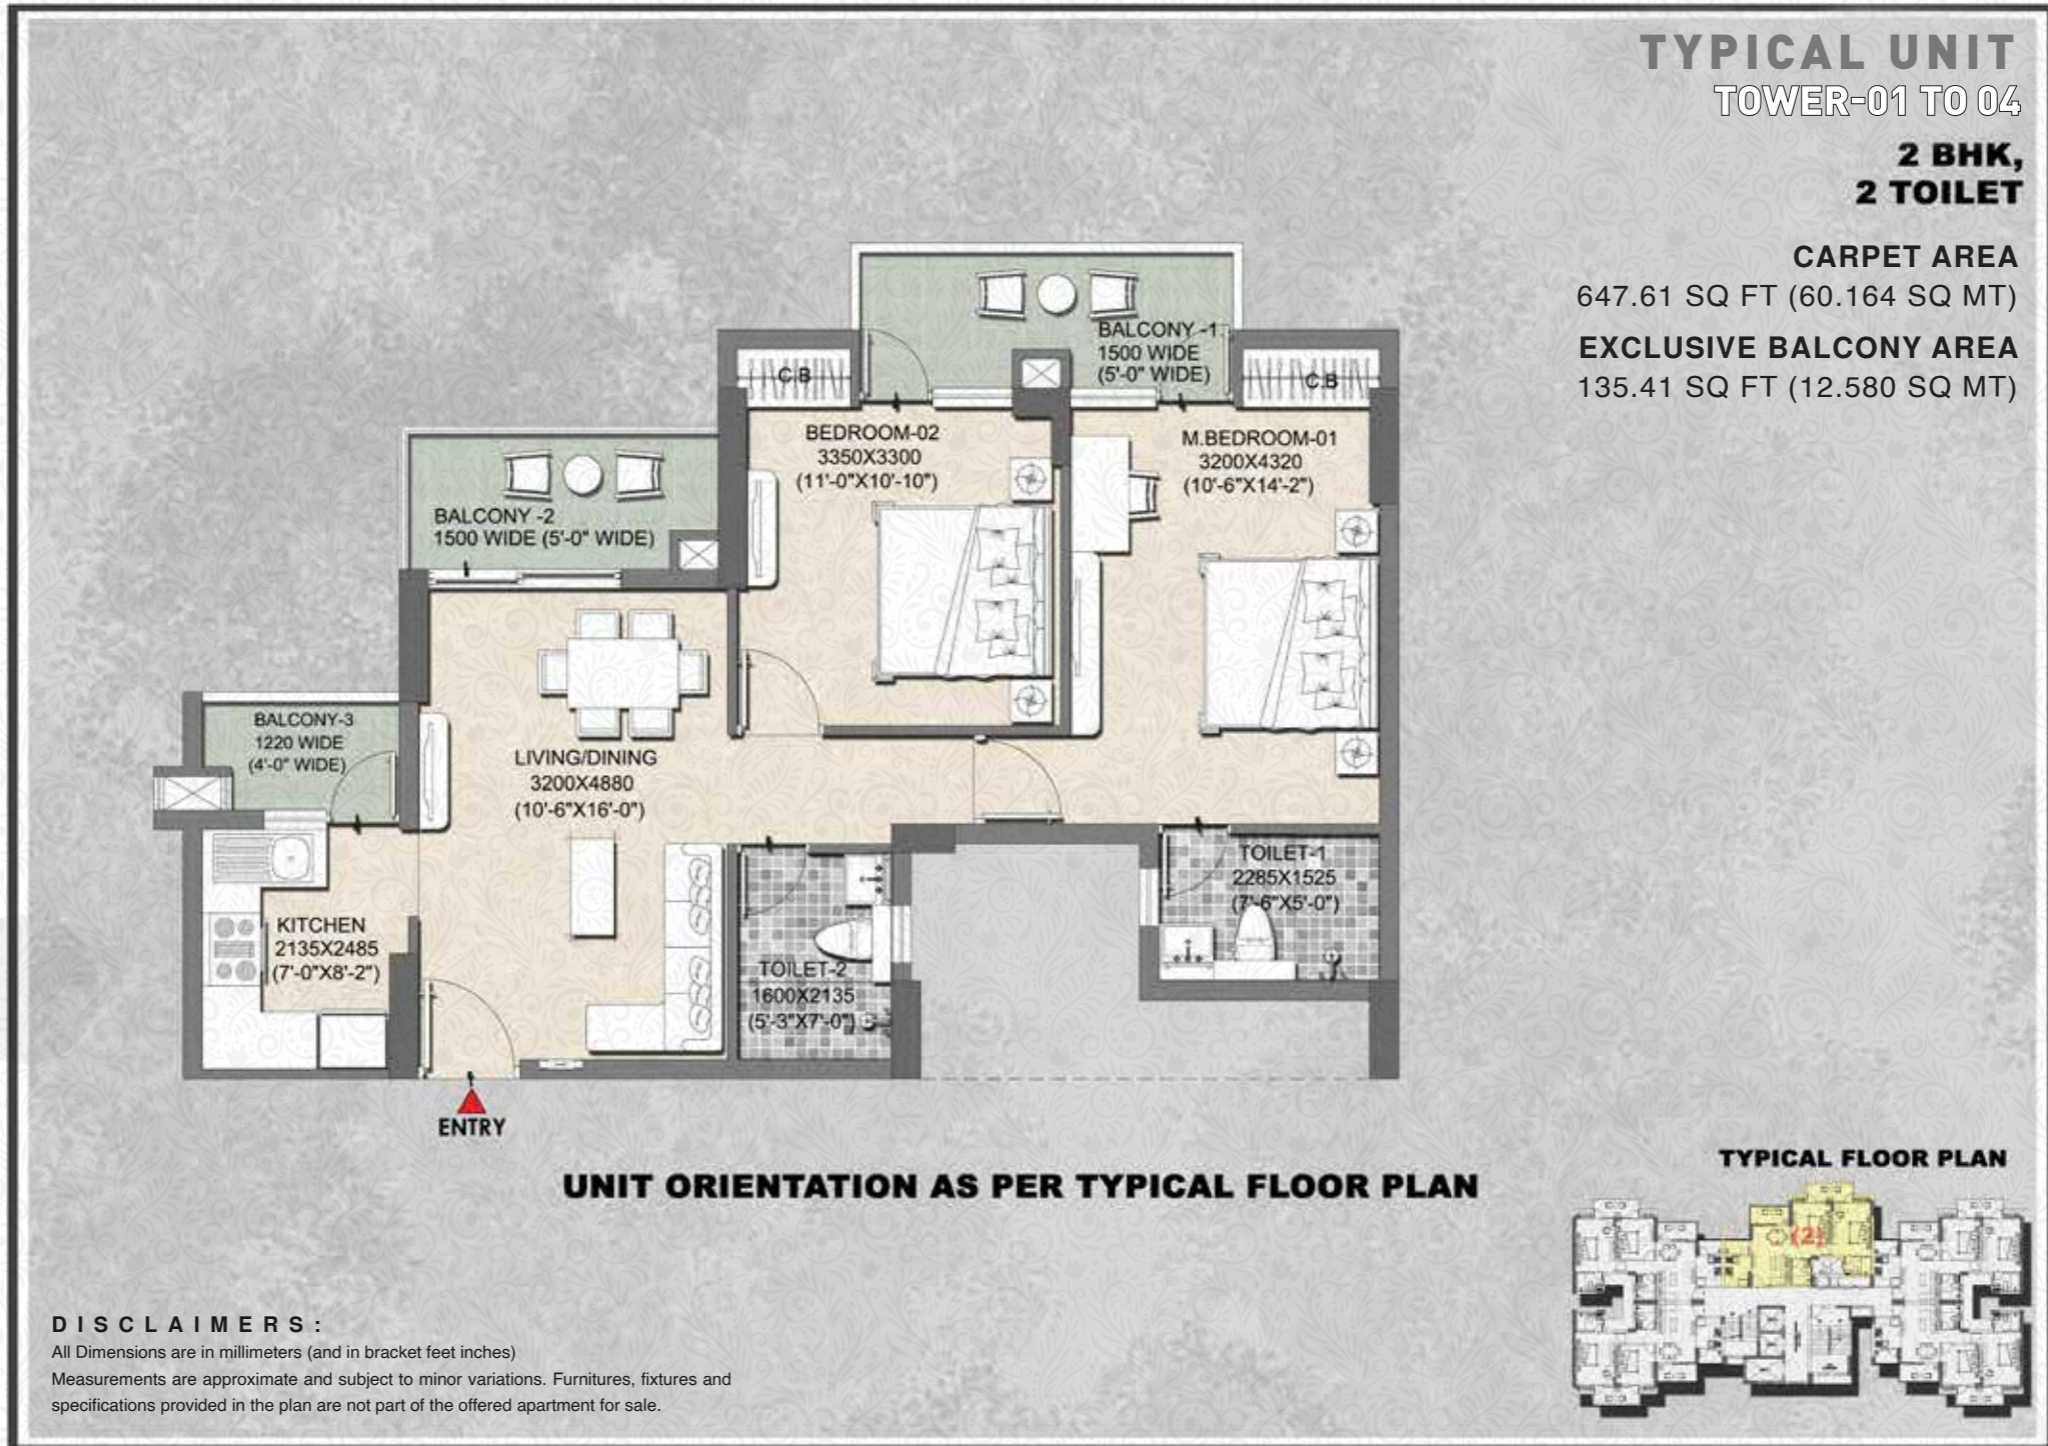 TYPICAL UNIT
TOWER-01 TO 04
2 BHK,
2 TOILET
CARPET AREA
647.61 SQ FT (60.164 SQ MT)
EXCLUSIVE BALCONY AREA
135.41 SQ FT (12.580 SQ MT)
BALCONY -1
1500 WIDE
(5'-0" WIDE)
C.B
C.B
BEDROOM-02
3350X3300
(11'-0"X10'-10")
M.BEDROOM-01
3200X4320
(10'-6"X14'-2")
BALCONY -2
1500 WIDE (5'-0" WIDE)
BALCONY-3
1220 WIDE
(4'-0" WIDE)
LIVING/DINING
3200X4880
(10'-6"X16'-0")
TOILET-1
2285X1525
(7'-6"X5'-0")
KITCHEN
2135X2485
(7'-0"X8'-2")
TOILET-2
1600X2135
(5'-3"X7'-0")
ENTRY
UNIT ORIENTATION AS PER TYPICAL FLOOR PLAN
TYPICAL FLOOR PLAN
(2)
DISCLAIMERS:
All Dimensions are in millimeters (and in bracket feet inches)
Measurements are approximate and subject to minor variations. Furnitures, fixtures and
specifications provided in the plan are not part of the offered apartment for sale.